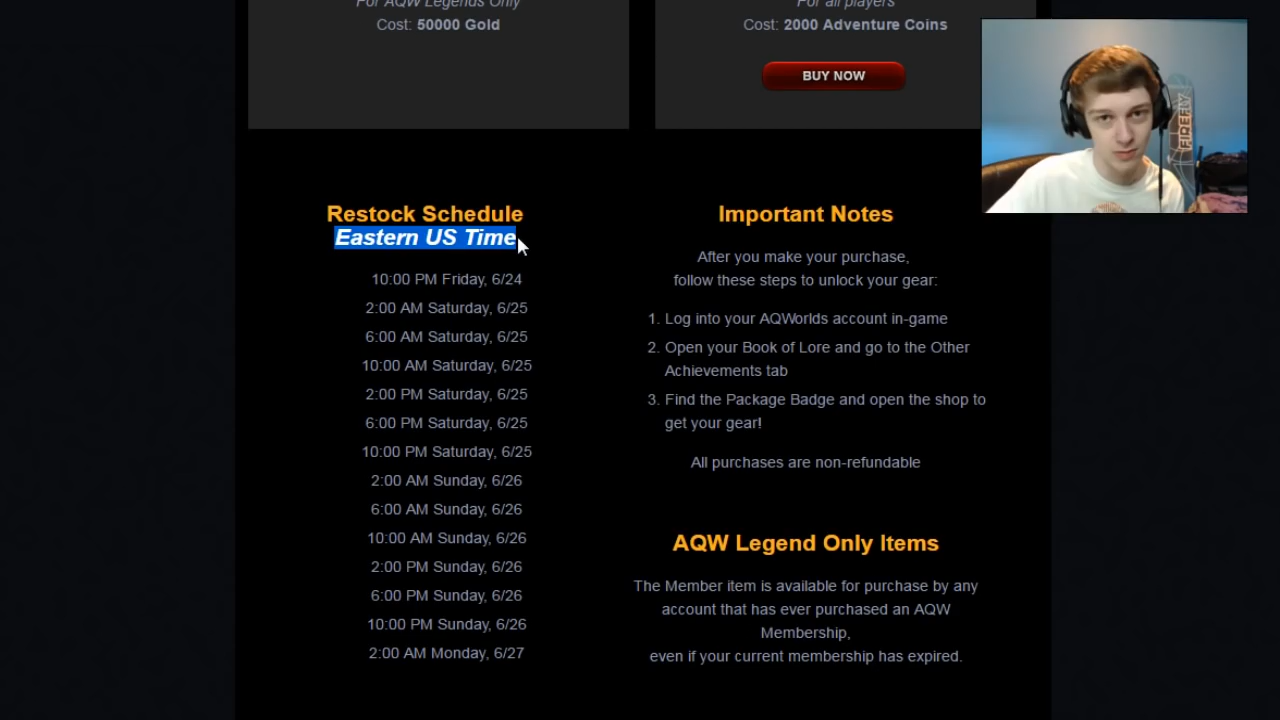 For AQW Legends Only
Cost: 50000 Gold
For all players
Cost: 2000 Adventure Coins
BUY NOW
FIREFLY
Restock Schedule
Eastern US Time
10:00 PM Friday, 6/24
2:00 AM Saturday, 6/25
6:00 AM Saturday, 6/25
10:00 AM Saturday, 6/25
2:00 PM Saturday, 6/25
6:00 PM Saturday, 6/25
10:00 PM Saturday, 6/25
2:00 AM Sunday, 6/26
6:00 AM Sunday, 6/26
10:00 AM Sunday, 6/26
2:00 PM Sunday, 6/26
6:00 PM Sunday, 6/26
10:00 PM Sunday, 6/26
2:00 AM Monday, 6/27
Important Notes
After you make your purchase,
follow these steps to unlock your gear:
1. Log into your AQWorlds account in-game
2. Open your Book of Lore and go to the Other
Achievements tab
3. Find the Package Badge and open the shop to
get your gear!
All purchases are non-refundable
AQW Legend Only Items
The Member item is available for purchase by any
account that has ever purchased an AQW
Membership,
even if your current membership has expired.